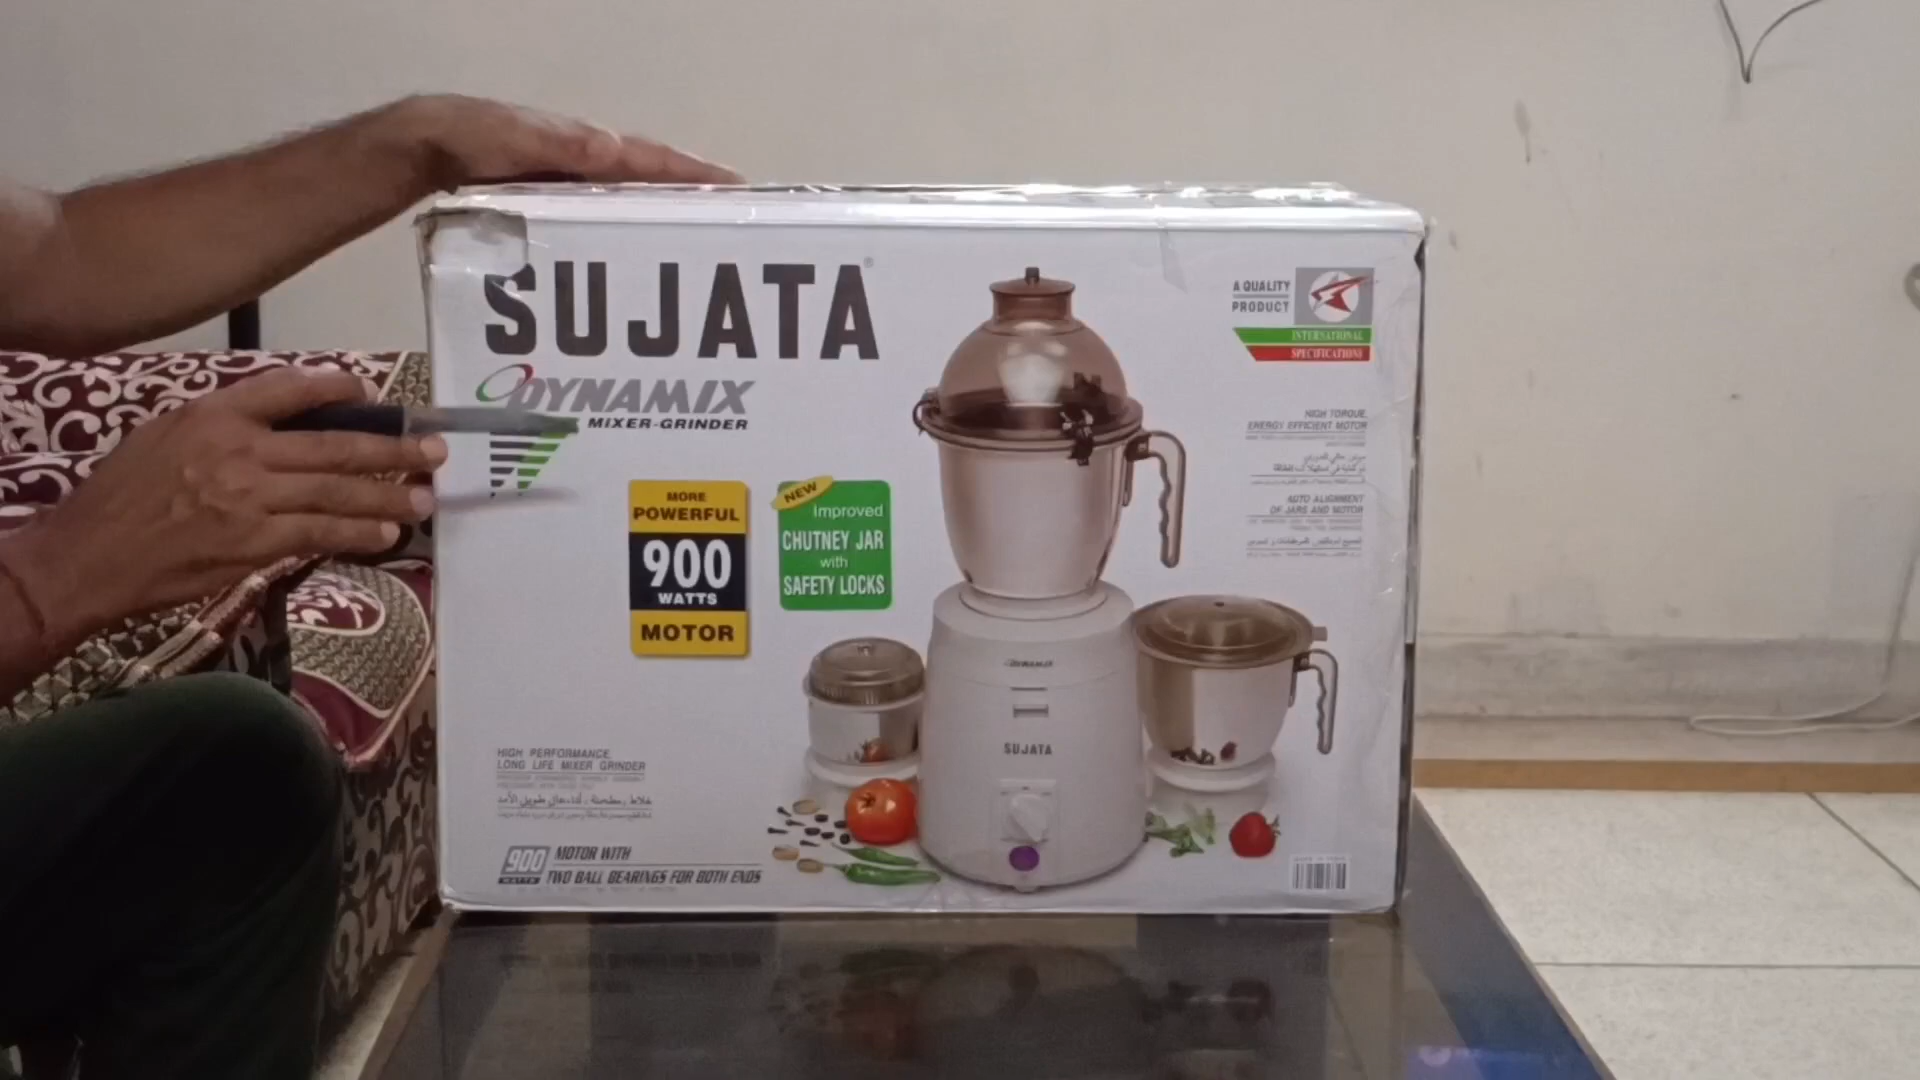 SUJATA®
DYNAMIX
MIXER-GRINDER
MORE
POWERFUL
900
WATTS
MOTOR
NEW
Improved
CHUTNEY JAR
with
SAFETY LOCKS
A QUALITY
PRODUCT
INTERNATIONAL
SPECIFICATIONS
HIGH TORQUE,
ENERGY EFFICIENT MOTOR
AUTO ALIGNMENT
OF JARS AND MOTOR
DYNAMIX
SUJATA
HIGH PERFORMANCE,
LONG LIFE MIXER GRINDER
900
WATTS
MOTOR WITH
TWO BALL BEARINGS FOR BOTH ENDS